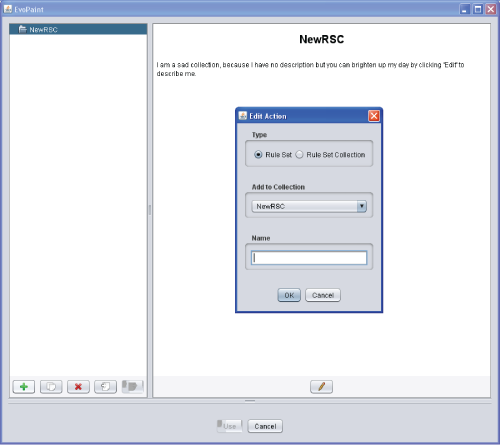 EvoPaint
NewRSC
NewRSC
I am a sad collection, because I have no description but you can brighten up my day by clicking "Edit" to
describe me.
Edit Action
Type
Rule Set
Rule Set Collection
Add to Collection
NewRSC
Name
OK
Cancel
Use
Cancel